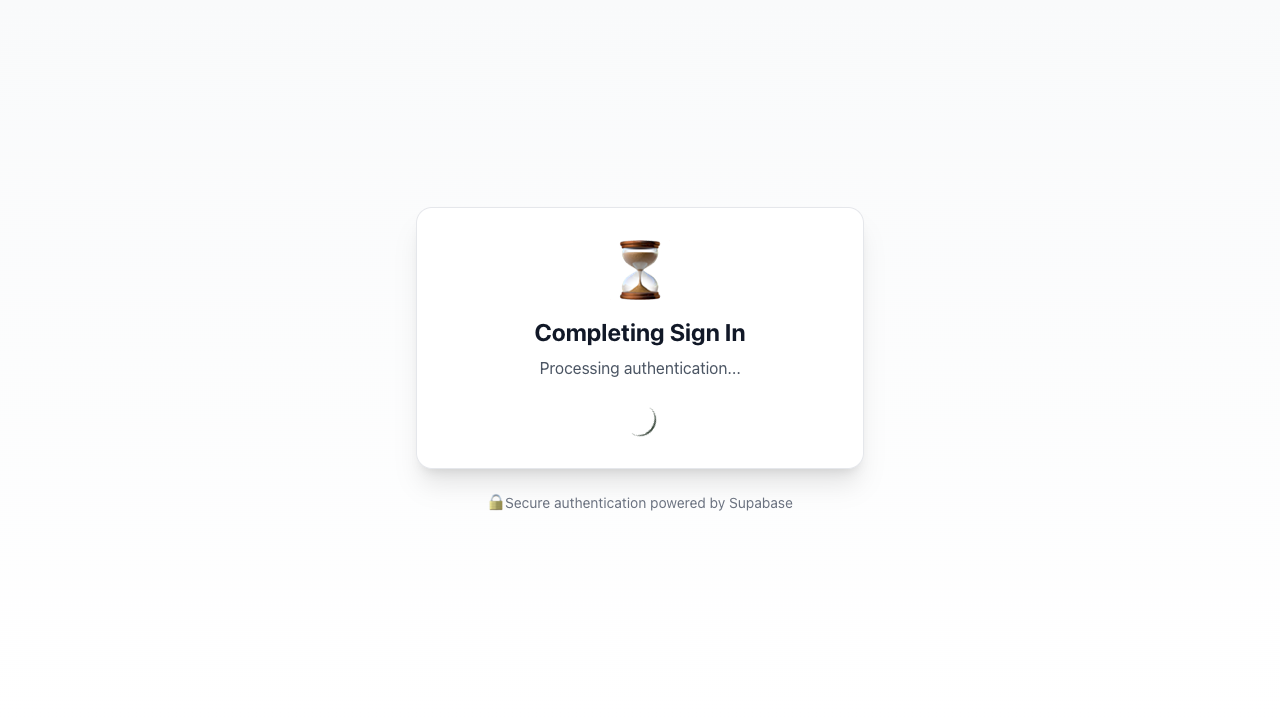 Completing Sign In
Processing authentication...
Secure authentication powered by Supabase